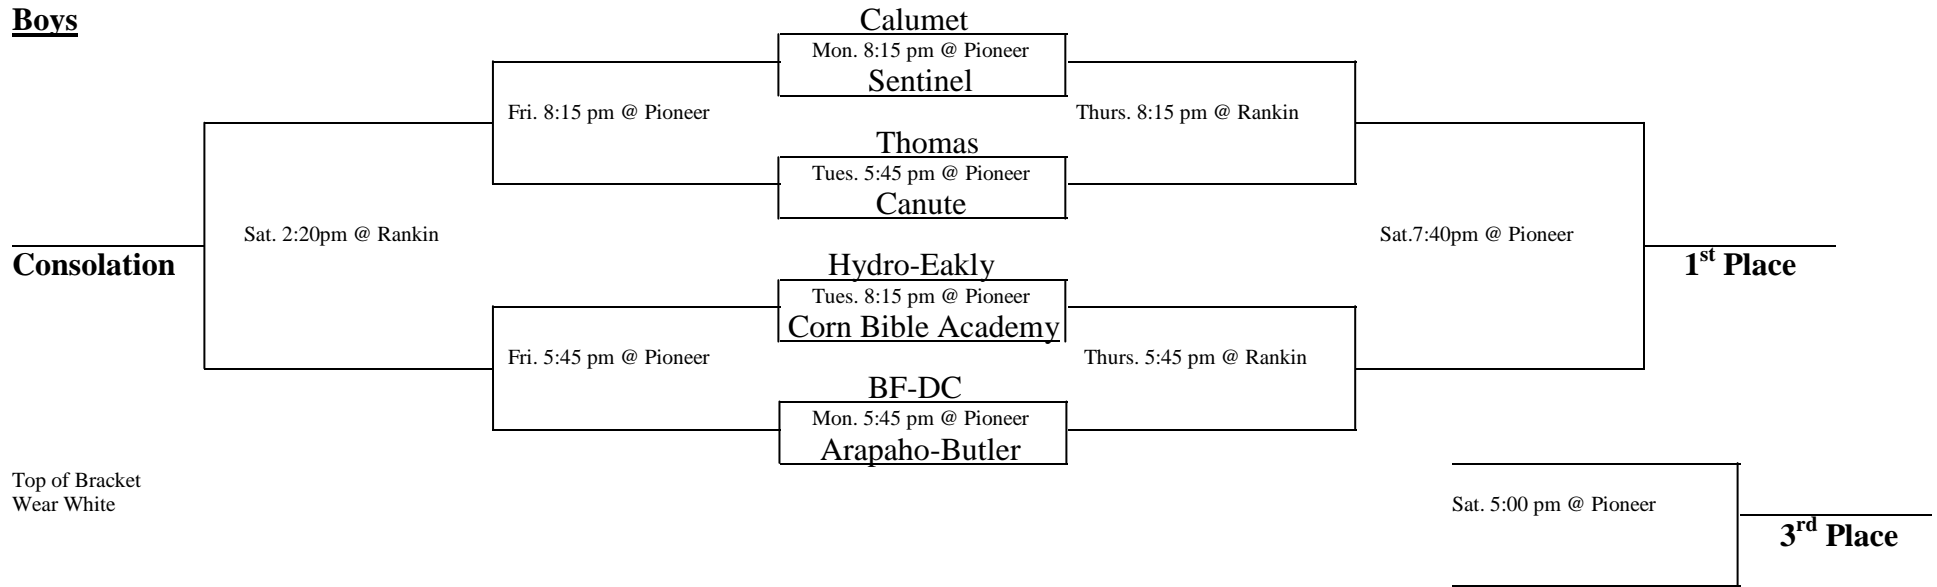 Boys
Calumet
Mon. 8:15 pm @ Pioneer
Sentinel
Fri. 8:15 pm @ Pioneer
Thurs. 8:15 pm @ Rankin
Thomas
Tues. 5:45 pm @ Pioneer
Canute
Sat. 2:20pm @ Rankin
Sat.7:40pm @ Pioneer
Consolation
Hydro-Eakly
1st Place
Tues. 8:15 pm @ Pioneer
Corn Bible Academy
Fri. 5:45 pm @ Pioneer
Thurs. 5:45 pm @ Rankin
BF-DC
Mon. 5:45 pm @ Pioneer
Arapaho-Butler
Top of Bracket
Wear White
Sat. 5:00 pm @ Pioneer
3rd Place